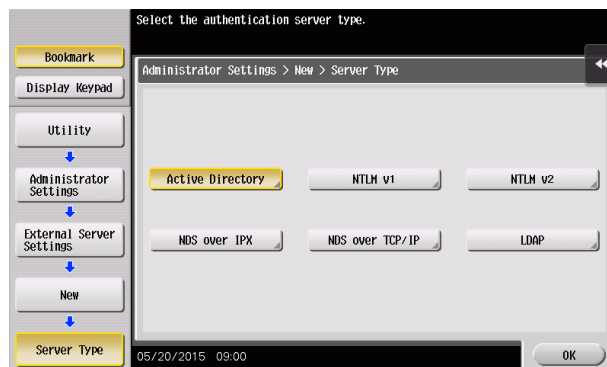 Select the authentication server type.
Bookmark
Display Keypad
Utility
Administrator
Settings
External Server
Settings
New
Server Type
Administrator Settings > New > Server Type
Active Directory
NTLM v1
NTLM v2
NDS over IPX
NDS over TCP/IP
LDAP
05/20/2015 09:00
OK